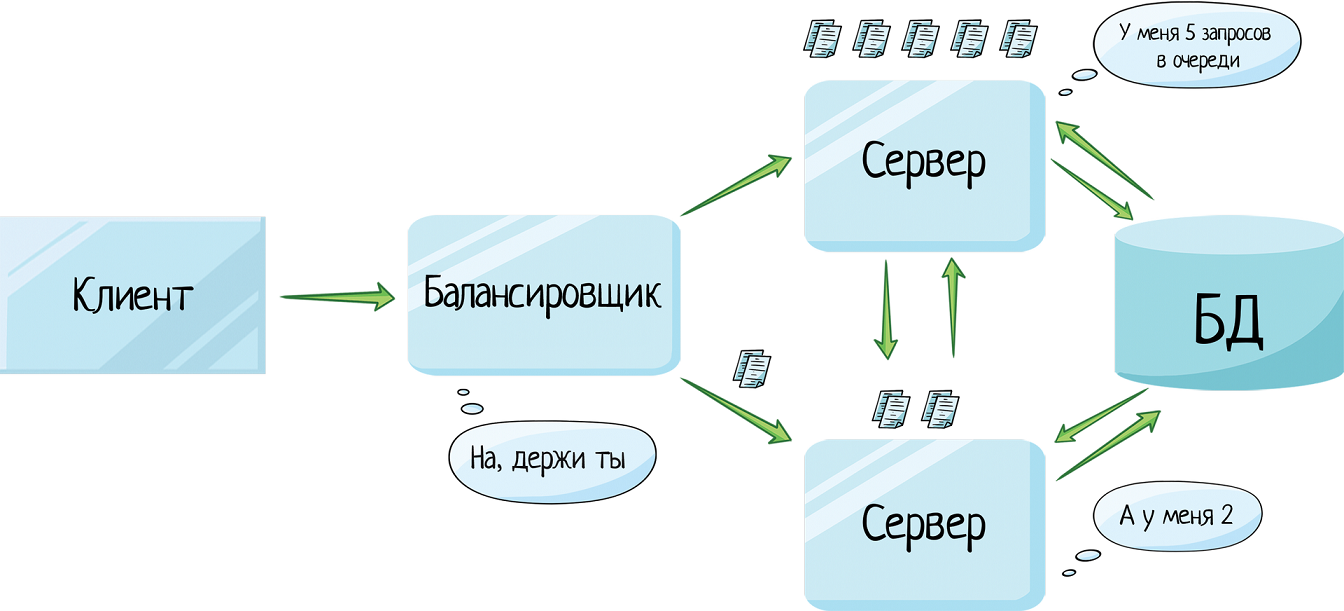 У меня 5 запросов
в очереди
Сервер
Клиент
Балансировщик
БД
На, держи ты
Сервер
А у меня 2